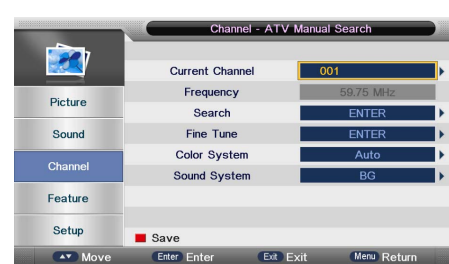 Channel - ATV Manual Search
Picture
Sound
Channel
Feature
Setup
Current Channel 001
Frequency 59.75 MHz
Search ENTER
Fine Tune ENTER
Color System Auto
Sound System BG
Save
Move Enter Enter Exit Exit Menu Return